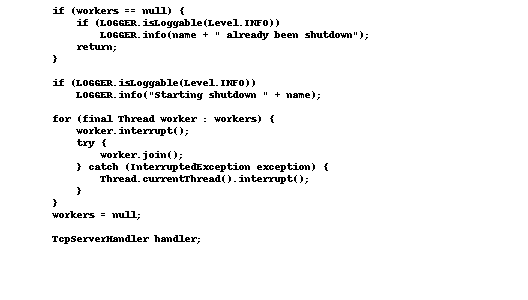 if (workers == null) {
if (LOGGER.isLoggable(Level.INFO))
LOGGER.info(name + " already been shutdown");
return;
}
if (LOGGER.isLoggable(Level.INFO))
LOGGER.info("Starting shutdown " + name);
for (final Thread worker : workers) {
worker.interrupt();
try {
worker.join();
} catch (InterruptedException exception) {
Thread.currentThread().interrupt();
}
}
workers = null;
TcpServerHandler handler;